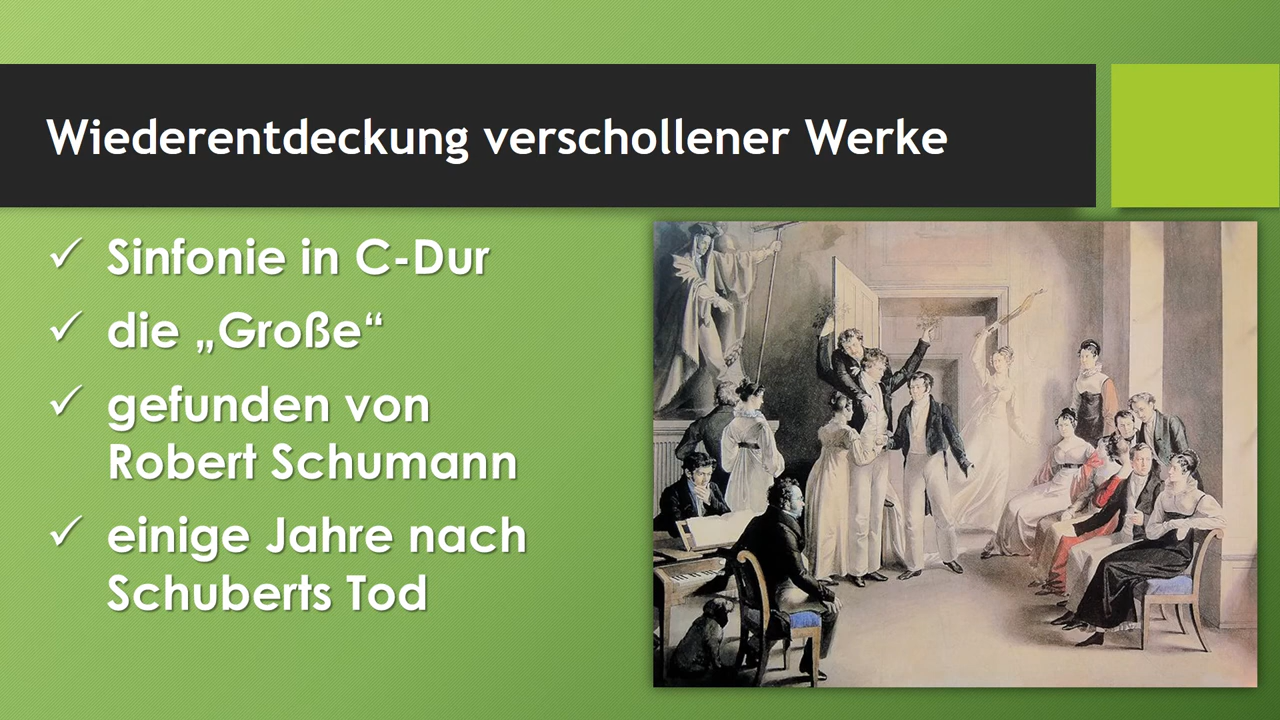 Wiederentdeckung verschollener Werke
✓ Sinfonie in C-Dur
✓ die „Große“
✓ gefunden von
Robert Schumann
✓ einige Jahre nach
Schuberts Tod